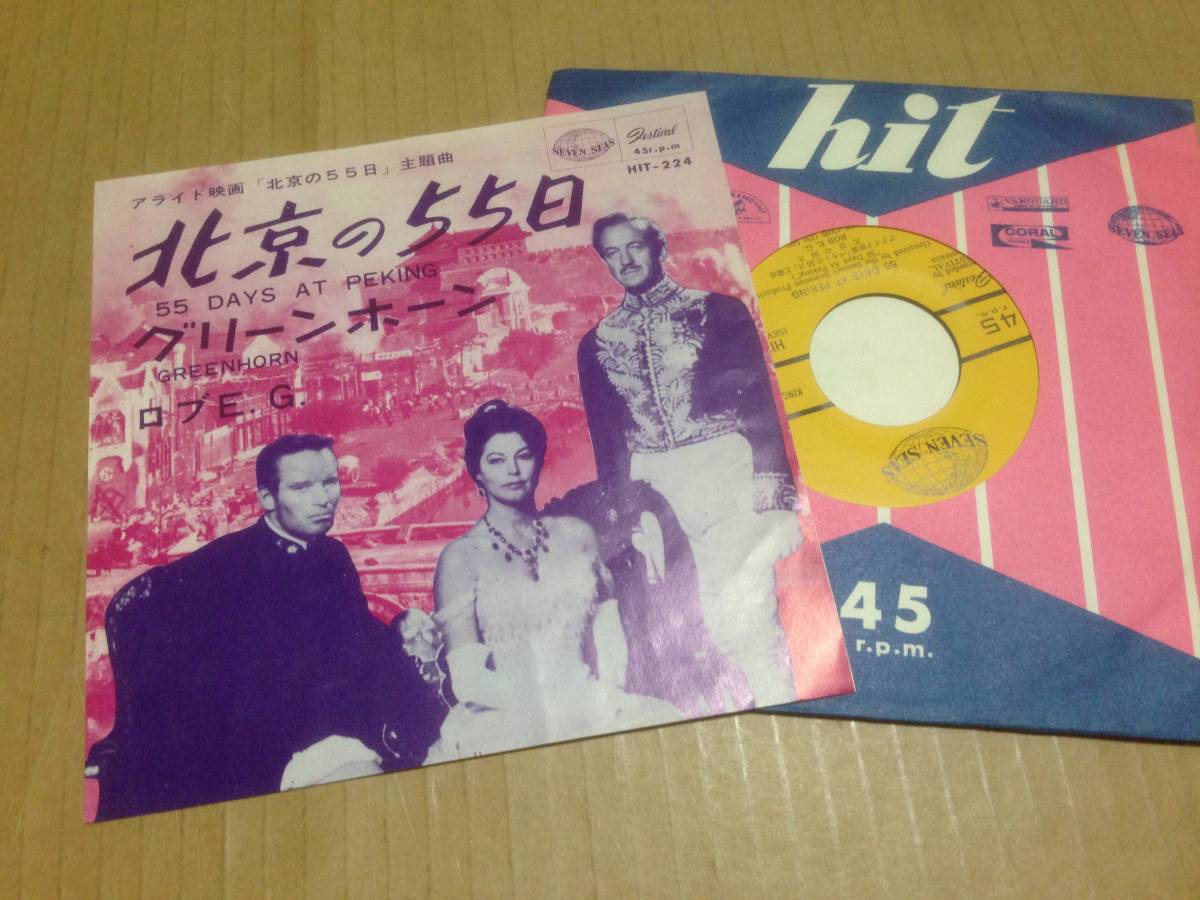 アライド映画「北京の55日」主題曲
北京の55日
55 DAYS AT PEKING
グリーンホーン
GREENHORN
ロブE. G.
SEVEN SEAS
Festival
45r.p.m
HIT-224
hit
VANGUARD
CORAL
SEVEN SEAS
55 DAYS AT PEKING
ROB E. G.
45
r.p.m.
SEVEN SEAS
45
r.p.m.